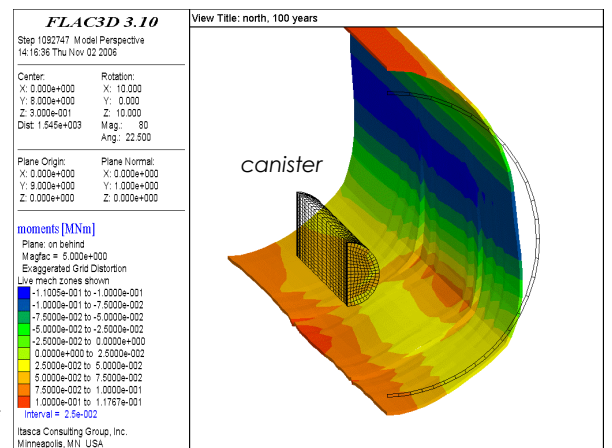 FLAC3D 3.10
Step 1092747 Model Perspective
14:16:36 Thu Nov 02 2006
Center: Rotation:
X: 0.000e+000 X: 10.000
Y: 8.000e+000 Y: 0.000
Z: 3.000e-001 Z: 10.000
Dist: 1.545e+003 Mag.: 80
Ang.: 22.500
Plane Origin: Plane Normal:
X: 0.000e+000 X: 0.000e+000
Y: 9.000e+000 Y: 1.000e+000
Z: 0.000e+000 Z: 0.000e+000
moments [MNm]
Plane: on behind
Magfac = 5.000e+000
Exaggerated Grid Distortion
Live mech zones shown
-1.1005e-001 to -1.0000e-001
-1.0000e-001 to -7.5000e-002
-7.5000e-002 to -5.0000e-002
-5.0000e-002 to -2.5000e-002
-2.5000e-002 to 0.0000e+000
0.0000e+000 to 2.5000e-002
2.5000e-002 to 5.0000e-002
5.0000e-002 to 7.5000e-002
7.5000e-002 to 1.0000e-001
1.0000e-001 to 1.1767e-001
Interval = 2.5e-002
Itasca Consulting Group, Inc.
Minneapolis, MN USA
View Title: north, 100 years
canister